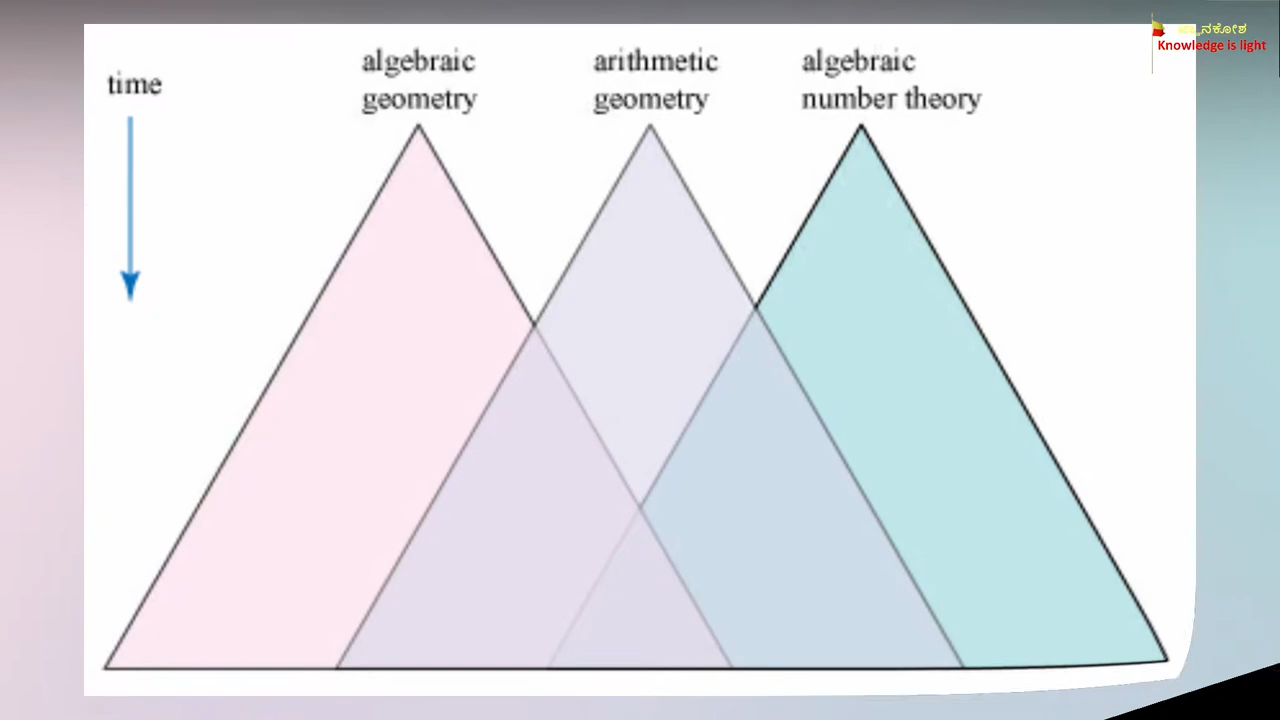 time
algebraic
geometry
arithmetic
geometry
algebraic
number theory
Knowledge is light